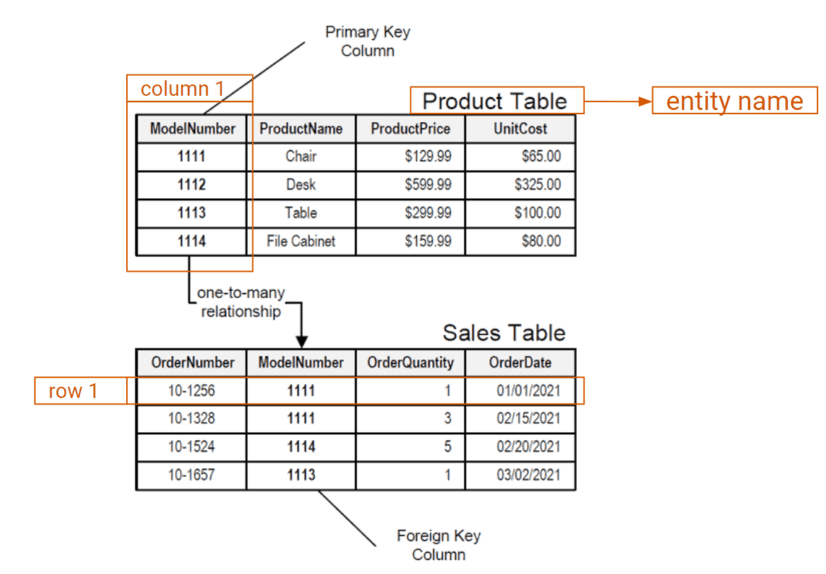 Primary Key
Column
column 1
Product Table
entity name
ModelNumber ProductName ProductPrice UnitCost
1111 Chair $129.99 $65.00
1112 Desk $599.99 $325.00
1113 Table $299.99 $100.00
1114 File Cabinet $159.99 $80.00
one-to-many
relationship
Sales Table
OrderNumber ModelNumber OrderQuantity OrderDate
row 1
10-1256 1111 1 01/01/2021
10-1328 1111 3 02/15/2021
10-1524 1114 5 02/20/2021
10-1657 1113 1 03/02/2021
Foreign Key
Column